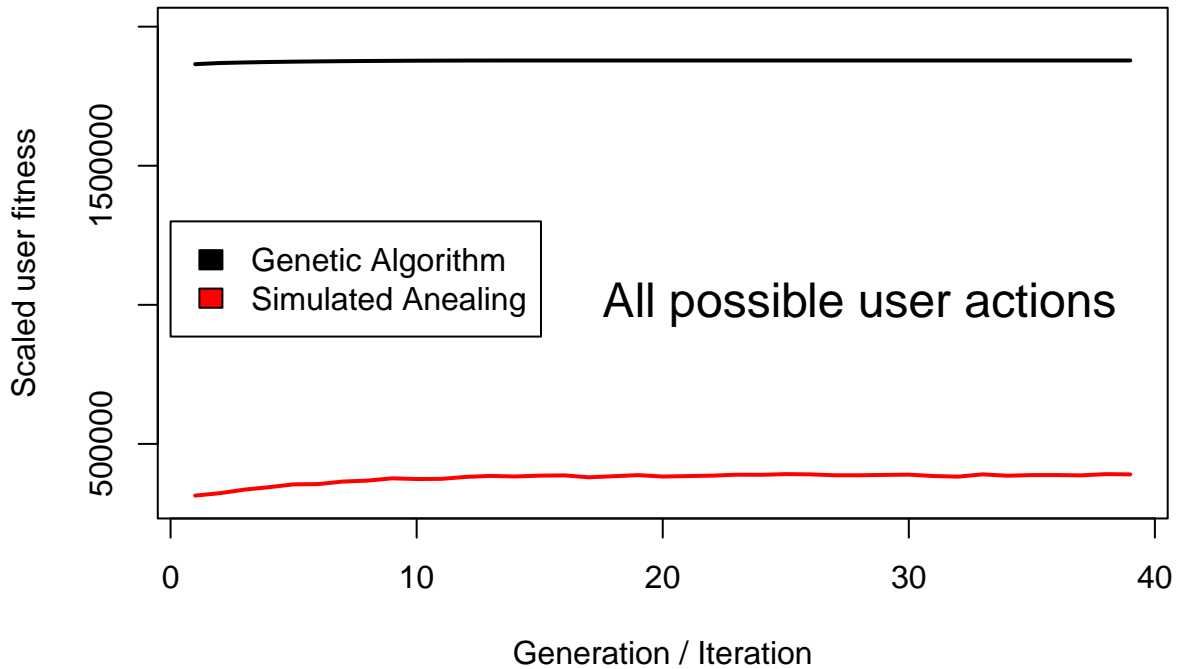 Scaled user fitness
1500000
500000
Genetic Algorithm
Simulated Anealing
All possible user actions
0 10 20 30 40
Generation / Iteration